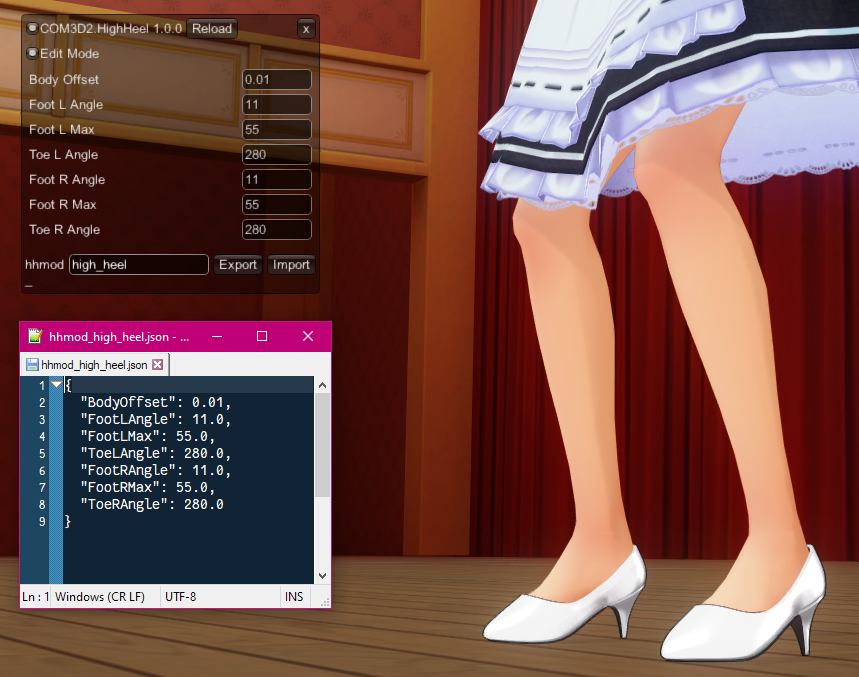 COM3D2.HighHeel 1.0.0 Reload x
Edit Mode
Body Offset 0.01
Foot L Angle 11
Foot L Max 55
Toe L Angle 280
Foot R Angle 11
Foot R Max 55
Toe R Angle 280
hhmod high_heel Export Import
hhmod_high_heel.json - ...
hhmod_high_heel.json
1 {
2 "BodyOffset": 0.01,
3 "FootLAngle": 11.0,
4 "FootLMax": 55.0,
5 "ToeLAngle": 280.0,
6 "FootRAngle": 11.0,
7 "FootRMax": 55.0,
8 "ToeRAngle": 280.0
9 }
Ln : 1 Windows (CR LF) UTF-8 INS